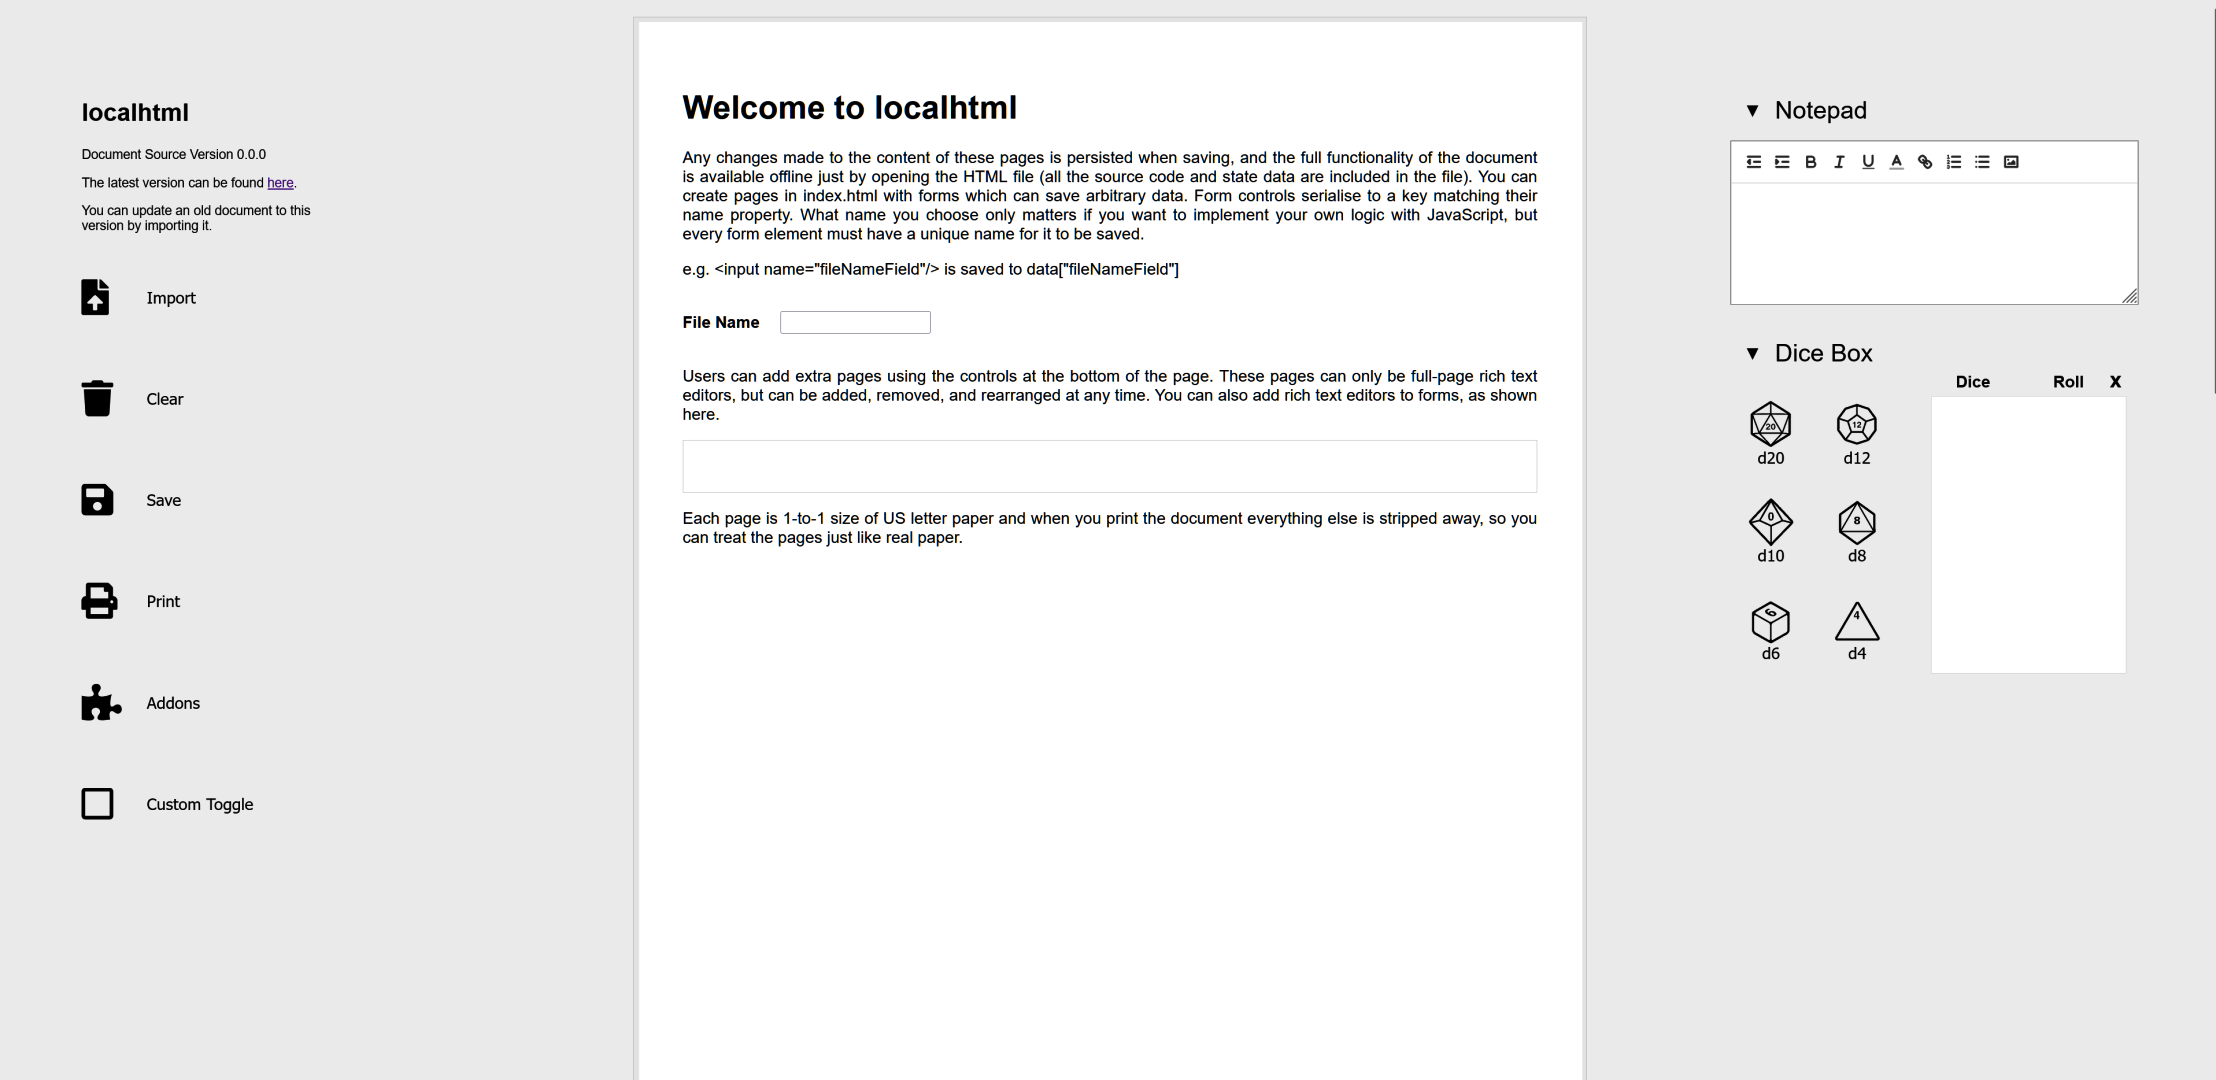 localhtml
Document Source Version 0.0.0
The latest version can be found here.
You can update an old document to this
version by importing it.
Import
Clear
Save
Print
Addons
Custom Toggle
Welcome to localhtml
Any changes made to the content of these pages is persisted when saving, and the full functionality of the document
is available offline just by opening the HTML file (all the source code and state data are included in the file). You can
create pages in index.html with forms which can save arbitrary data. Form controls serialise to a key matching their
name property. What name you choose only matters if you want to implement your own logic with JavaScript, but
every form element must have a unique name for it to be saved.
e.g. <input name="fileNameField"/> is saved to data["fileNameField"]
File Name
Users can add extra pages using the controls at the bottom of the page. These pages can only be full-page rich text
editors, but can be added, removed, and rearranged at any time. You can also add rich text editors to forms, as shown
here.
Each page is 1-to-1 size of US letter paper and when you print the document everything else is stripped away, so you
can treat the pages just like real paper.
▼ Notepad
B I U A
▼ Dice Box
Dice Roll X
20 12
d20 d12
0 8
d10 d8
6 4
d6 d4